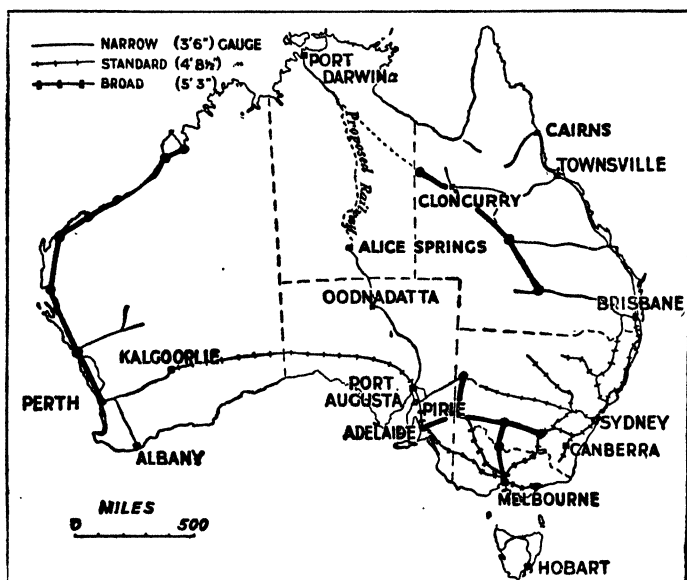 NARROW (3'6") GAUGE
STANDARD (4'8½") "
BROAD (5'3") "
PORT
DARWIN
Proposed Railway
CAIRNS
TOWNSVILLE
CLONCURRY
ALICE SPRINGS
OODNADATTA
BRISBANE
KALGOORLIE
PERTH
PORT
AUGUSTA
PIRIE
ADELAIDE
SYDNEY
CANBERRA
ALBANY
MELBOURNE
MILES
0 500
HOBART